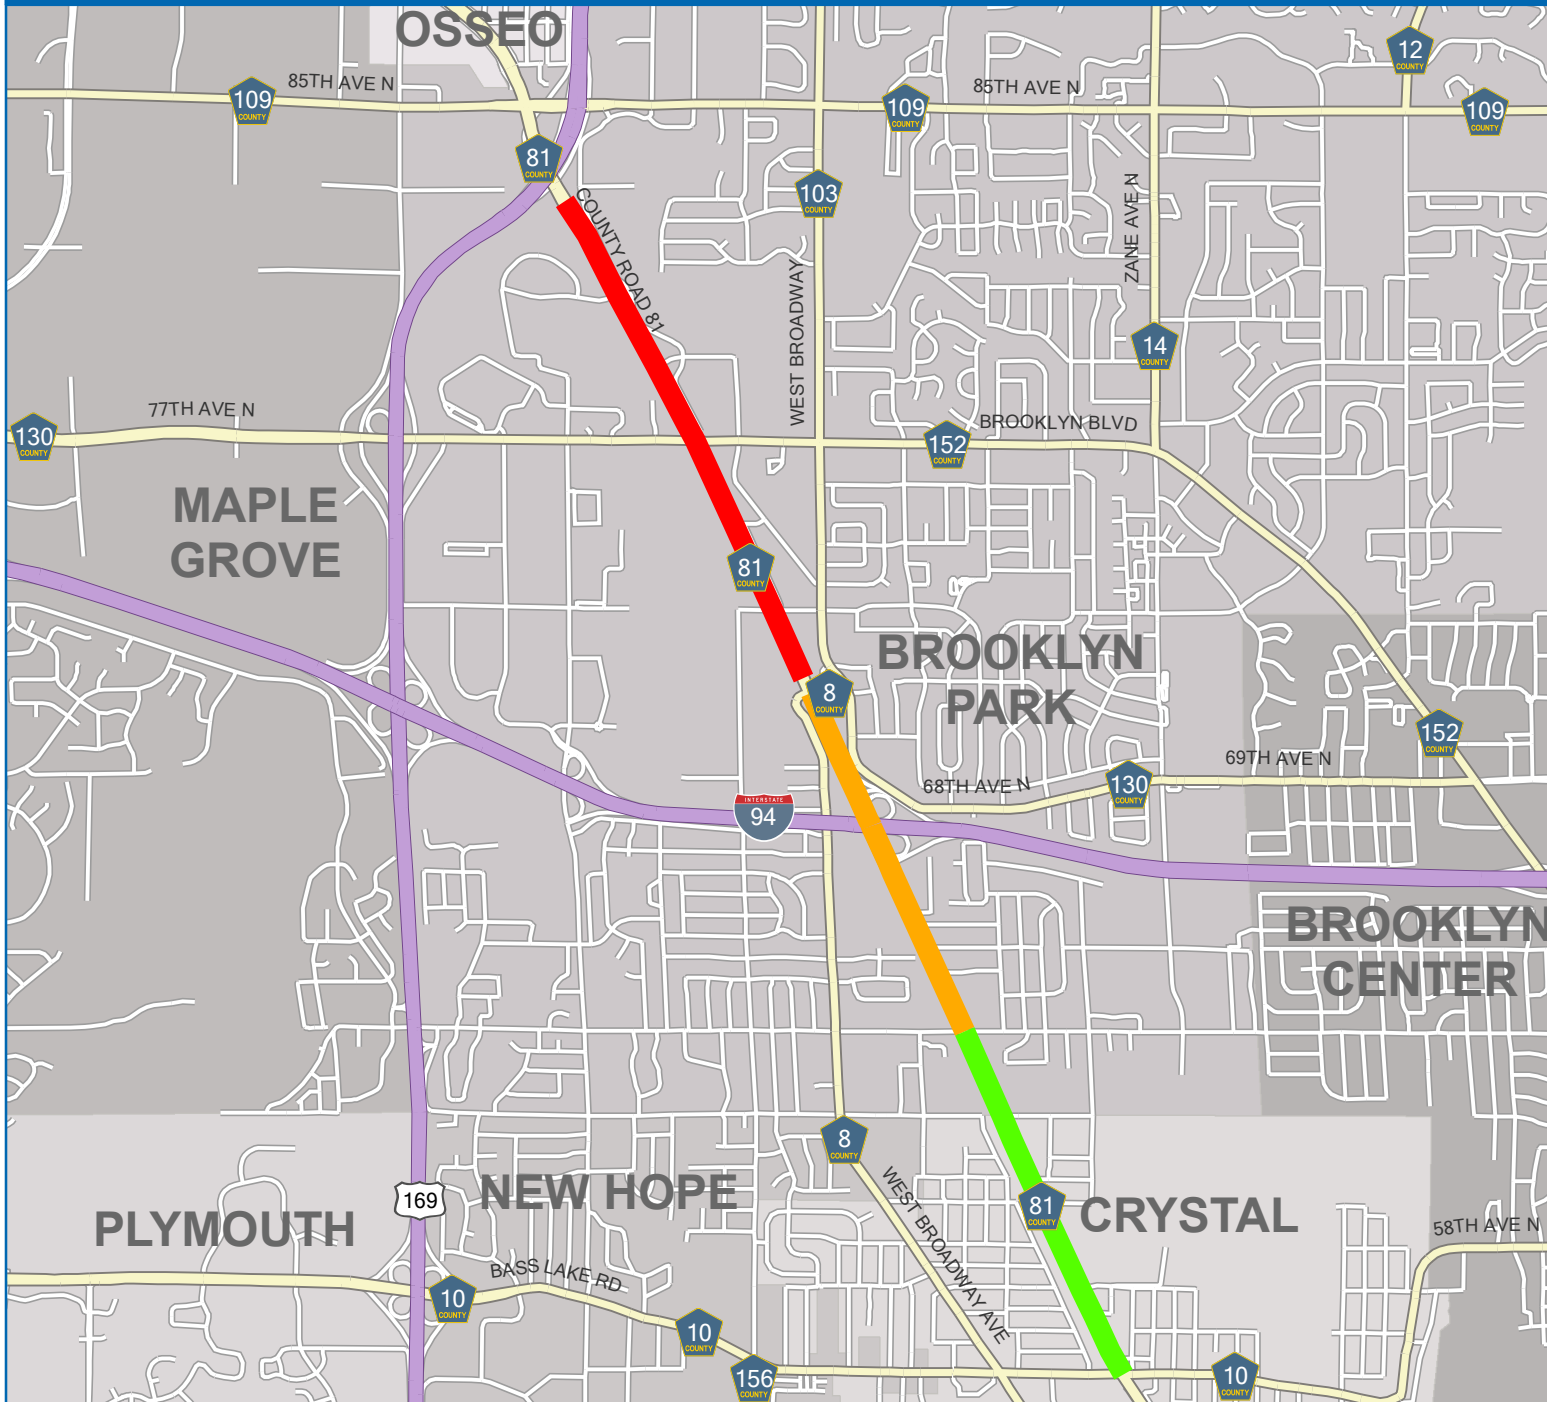 OSSEO
12
COUNTY
85TH AVE N
85TH AVE N
109
COUNTY
109
COUNTY
109
COUNTY
81
COUNTY
103
COUNTY
COUNTY ROAD 81
ZANE AVE N
WEST BROADWAY
14
COUNTY
77TH AVE N
130
COUNTY
BROOKLYN BLVD
152
COUNTY
MAPLE
GROVE
81
COUNTY
BROOKLYN
PARK
8
COUNTY
152
COUNTY
69TH AVE N
68TH AVE N
130
COUNTY
INTERSTATE
94
BROOKLYN
CENTER
8
COUNTY
NEW HOPE
169
PLYMOUTH
WEST BROADWAY AVE
81
COUNTY
CRYSTAL
58TH AVE N
BASS LAKE RD
10
COUNTY
10
COUNTY
156
COUNTY
10
COUNTY